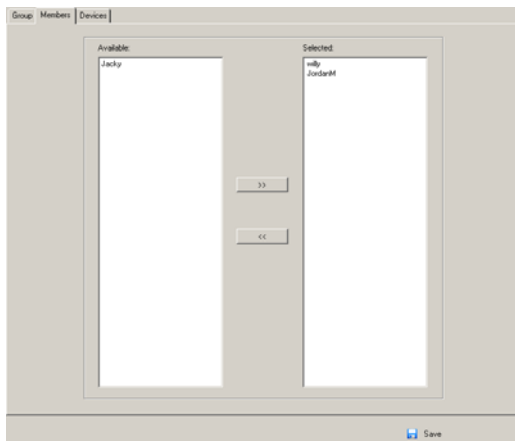 Group Members Devices
Available: Selected:
Jacky
willy
JordanM
>>
<<
Save